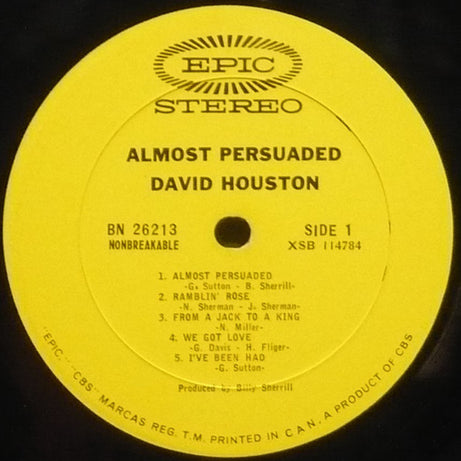 EPIC
STEREO
ALMOST PERSUADED
DAVID HOUSTON
BN 26213 SIDE 1
NONBREAKABLE XSB 114784
1. ALMOST PERSUADED
-G. Sutton - B. Sherrill-
2. RAMBLIN' ROSE
-N. Sherman - J. Sherman-
3. FROM A JACK TO A KING
-N. Miller-
4. WE GOT LOVE
-G. Davis - H. Fliger-
5. I'VE BEEN HAD
-G. Sutton-
Produced by Billy Sherrill
"EPIC," "CBS" MARCAS REG. T.M. PRINTED IN CAN. A PRODUCT OF CBS